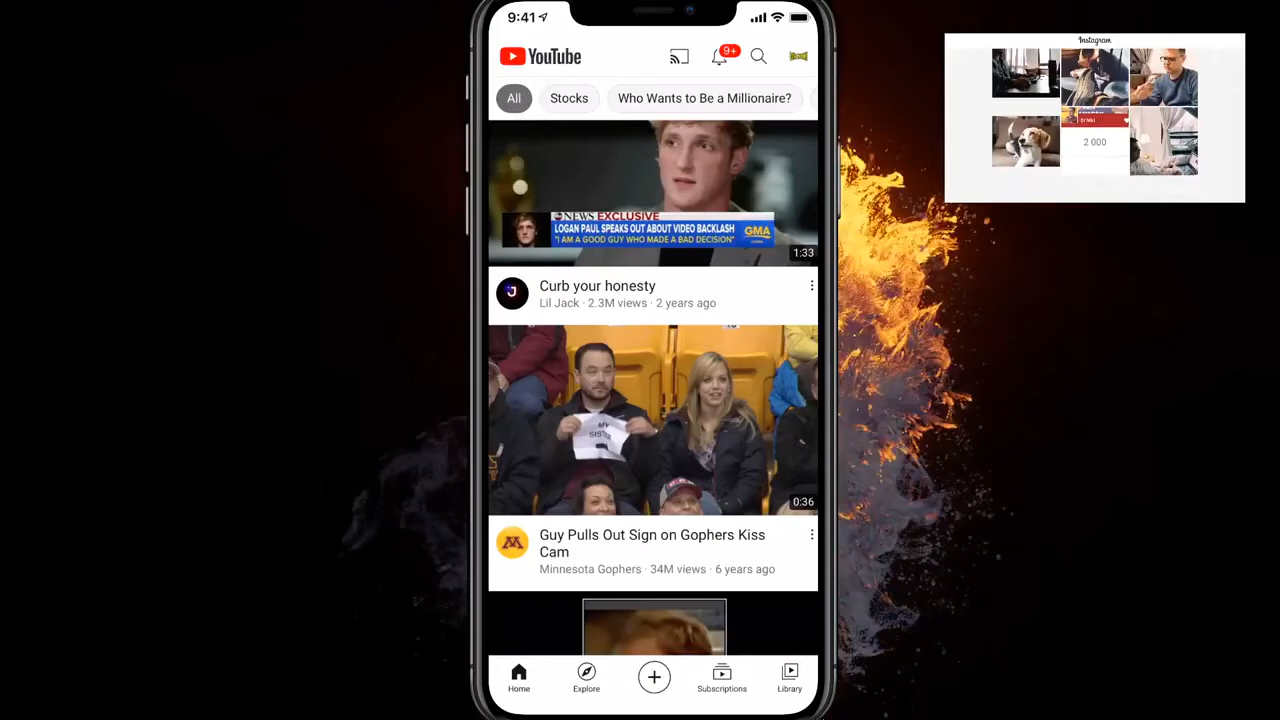 9:41
YouTube
9+
All
Stocks
Who Wants to Be a Millionaire?
NEWS EXCLUSIVE
LOGAN PAUL SPEAKS OUT ABOUT VIDEO BACKLASH
"I AM A GOOD GUY WHO MADE A BAD DECISION"
GMA
1:33
Curb your honesty
Lil Jack · 2.3M views · 2 years ago
MY
SISTER
0:36
Guy Pulls Out Sign on Gophers Kiss
Cam
Minnesota Gophers · 34M views · 6 years ago
Home
Explore
Subscriptions
Library
Instagram
2 000